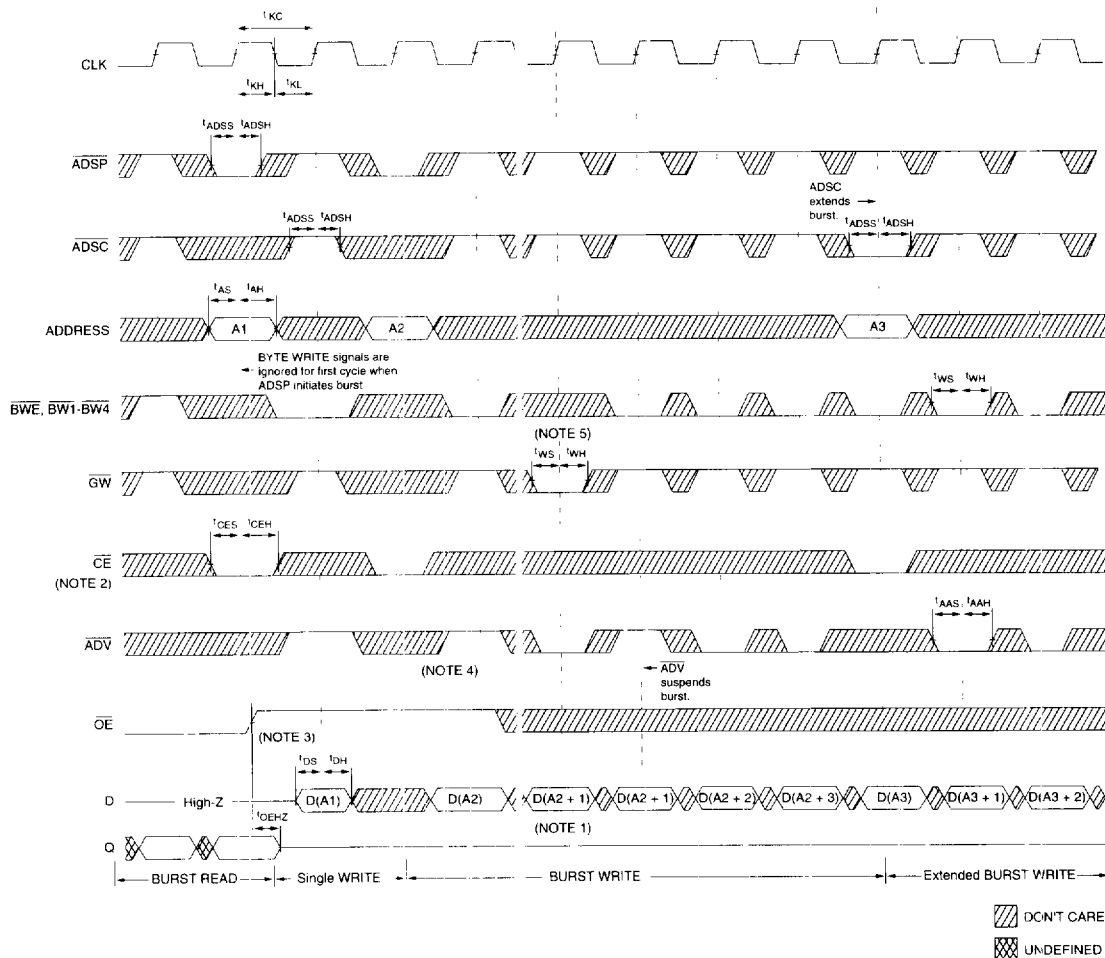 tKC
CLK
tKH tKL
tADSS tADSH
ADSP
ADSC
extends
burst.
tADSS tADSH
tADSS tADSH
ADSC
tAS tAH
ADDRESS A1 A2 A3
BYTE WRITE signals are
ignored for first cycle when
ADSP initiates burst
tWS tWH
BWE, BW1-BW4
(NOTE 5)
tWS tWH
GW
tCES tCEH
CE
(NOTE 2)
tAAS tAAH
ADV
(NOTE 4)
ADV
suspends
burst.
OE
(NOTE 3)
tDS tDH
D High-Z D(A1) D(A2) D(A2 + 1) D(A2 + 1) D(A2 + 2) D(A2 + 3) D(A3) D(A3 + 1) D(A3 + 2)
tOEHZ
(NOTE 1)
Q
BURST READ Single WRITE BURST WRITE Extended BURST WRITE
DON'T CARE
UNDEFINED